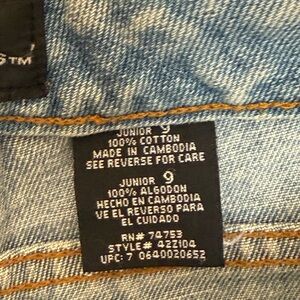 STM
JUNIOR 9
100% COTTON
MADE IN CAMBODIA
SEE REVERSE FOR CARE
JUNIOR 9
100% ALGODON
HECHO EN CAMBODIA
VE EL REVERSO PARA
EL CUIDADO
RN# 74753
STYLE# 42Z104
UPC: 7 0640020652